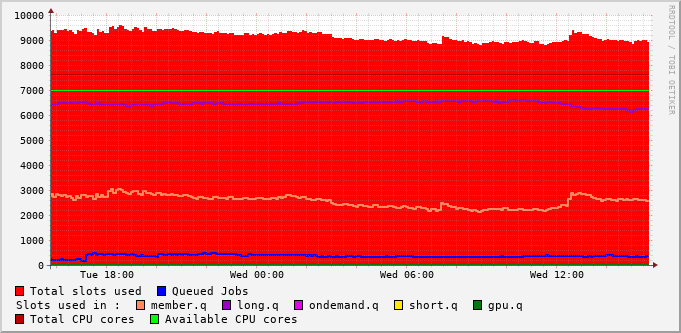 10000
9000
8000
7000
6000
5000
4000
3000
2000
1000
0
Tue 18:00 Wed 00:00 Wed 06:00 Wed 12:00
Total slots used Queued Jobs
Slots used in : member.q long.q ondemand.q short.q gpu.q
Total CPU cores Available CPU cores
RRDTOOL / TOBI OETIKER